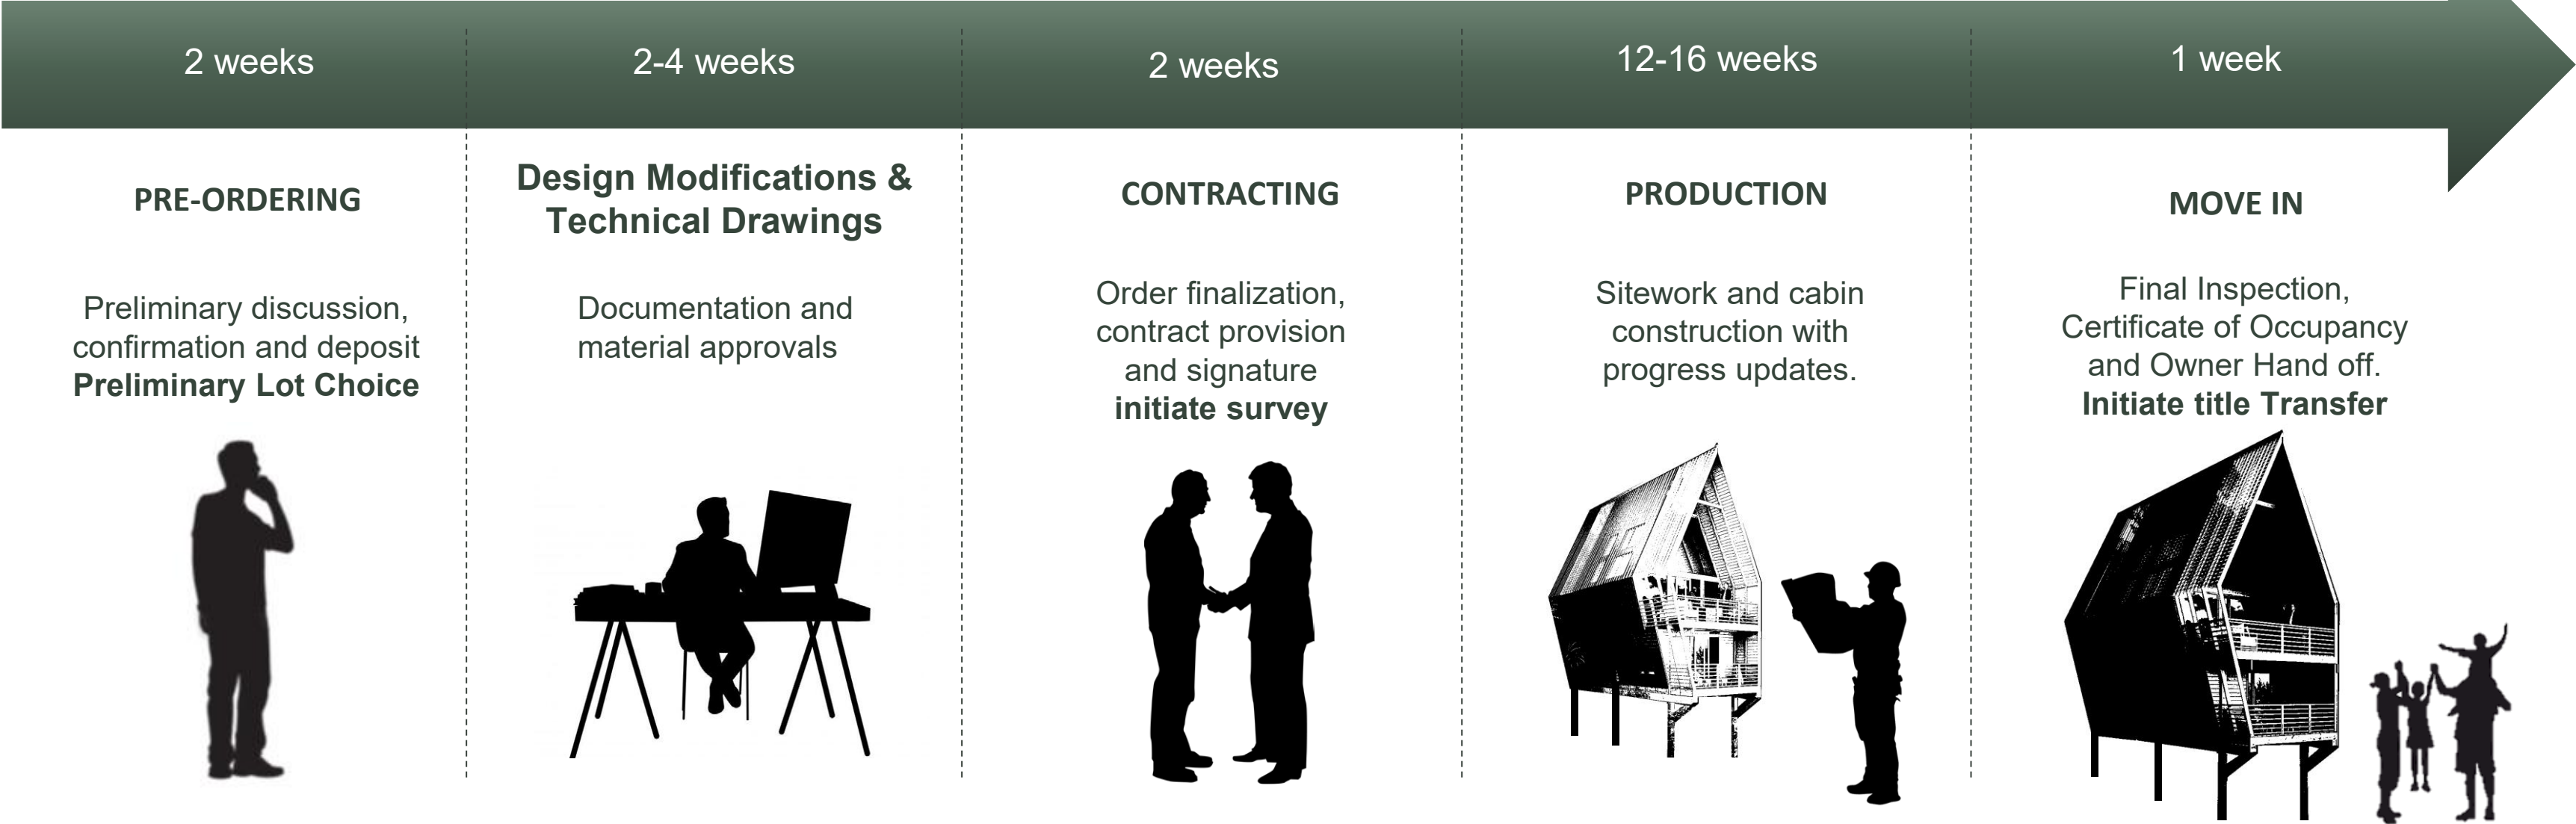 2 weeks
2-4 weeks
2 weeks
12-16 weeks
1 week
PRE-ORDERING
Preliminary discussion,
confirmation and deposit
Preliminary Lot Choice
Design Modifications &
Technical Drawings
Documentation and
material approvals
CONTRACTING
Order finalization,
contract provision
and signature
initiate survey
PRODUCTION
Sitework and cabin
construction with
progress updates.
MOVE IN
Final Inspection,
Certificate of Occupancy
and Owner Hand off.
Initiate title Transfer